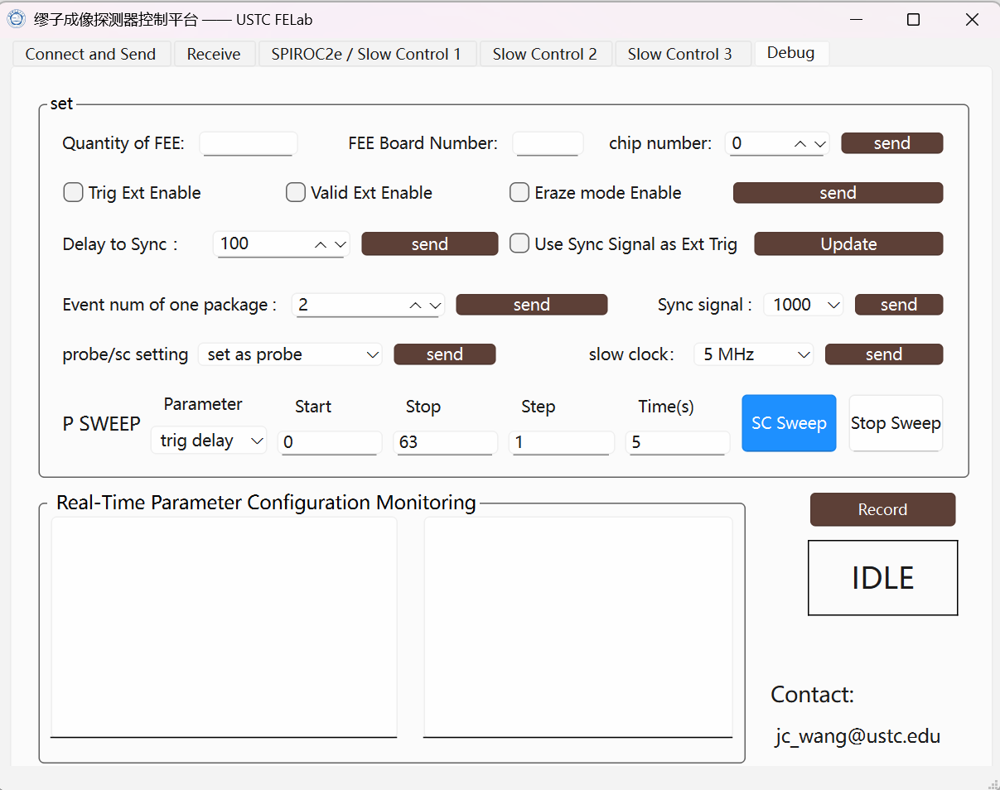 缪子成像探测器控制平台 —— USTC FELab
Connect and Send Receive SPIROC2e / Slow Control 1 Slow Control 2 Slow Control 3 Debug
set
Quantity of FEE: FEE Board Number: chip number: 0 send
Trig Ext Enable Valid Ext Enable Eraze mode Enable send
Delay to Sync : 100 send Use Sync Signal as Ext Trig Update
Event num of one package : 2 send Sync signal : 1000 send
probe/sc setting set as probe send slow clock: 5 MHz send
Parameter Start Stop Step Time(s)
P SWEEP trig delay 0 63 1 5 SC Sweep Stop Sweep
Real-Time Parameter Configuration Monitoring
Record
IDLE
Contact:
jc_wang@ustc.edu